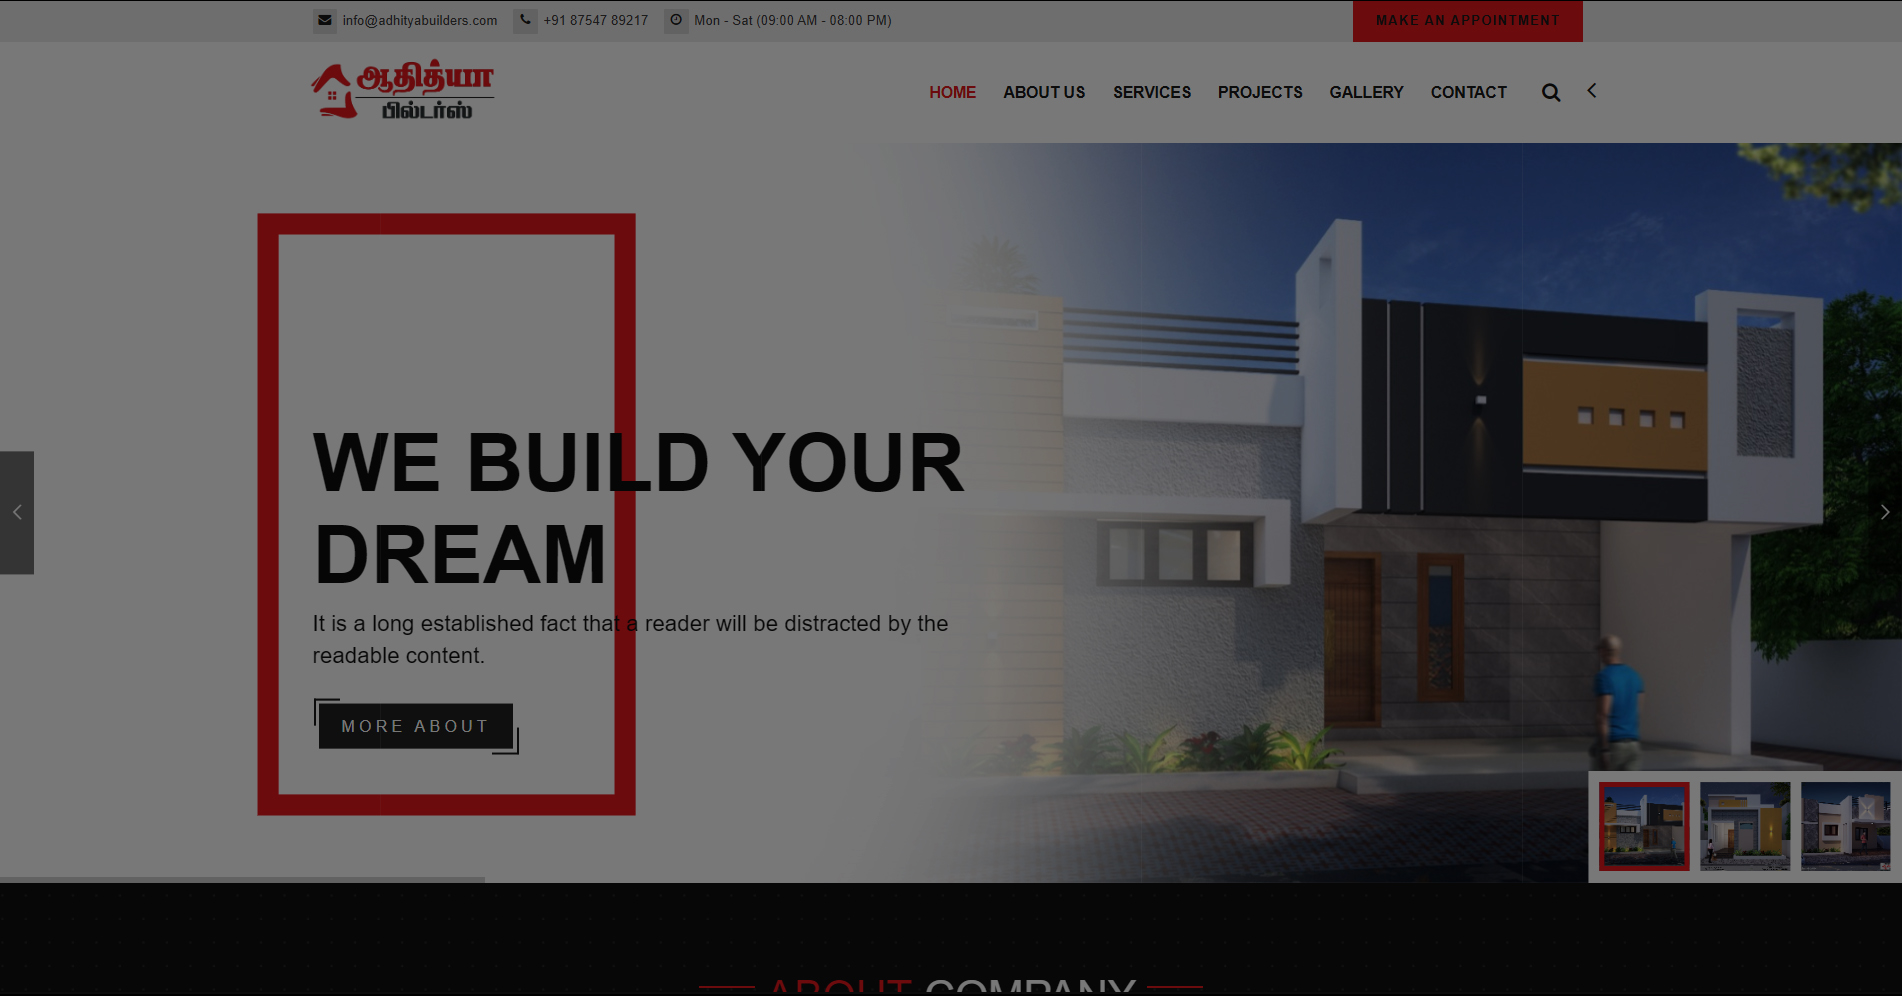 info@adhityabuilders.com +91 87547 89217 Mon - Sat (09:00 AM - 08:00 PM) MAKE AN APPOINTMENT
ஆதித்யா
பில்டர்ஸ்
HOME ABOUT US SERVICES PROJECTS GALLERY CONTACT
WE BUILD YOUR
DREAM
It is a long established fact that a reader will be distracted by the
readable content.
MORE ABOUT
ABOUT COMPANY